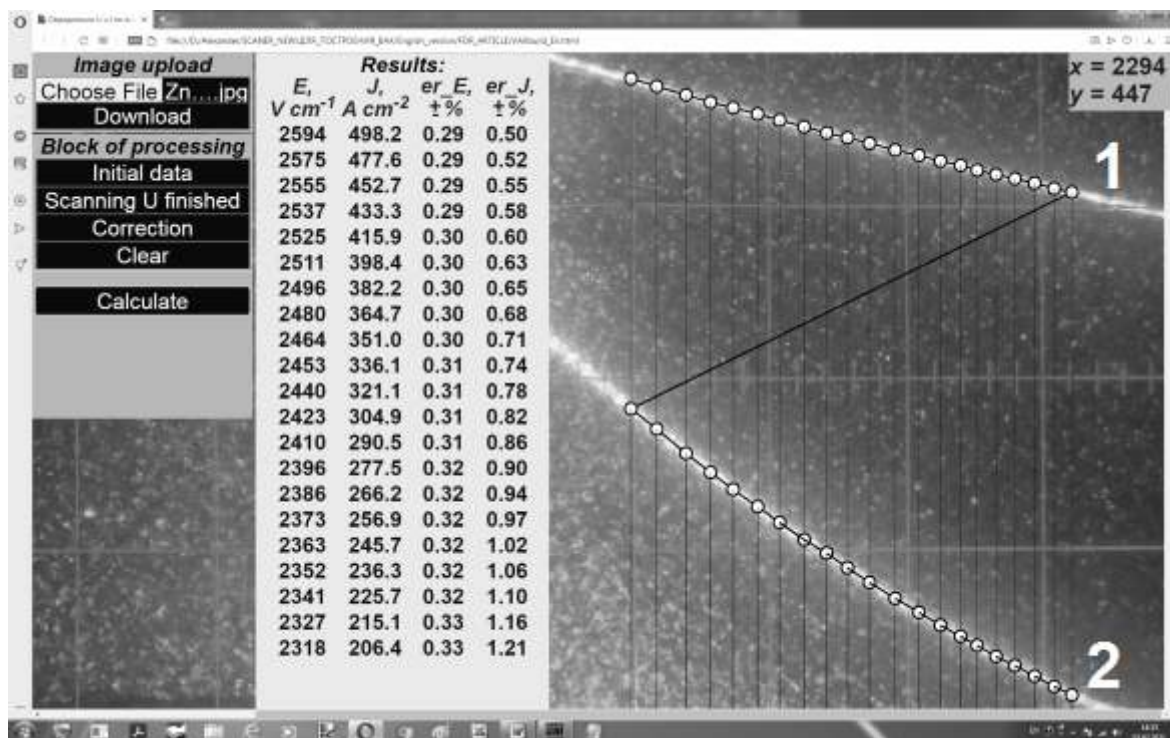 Image upload
Choose File Zn....jpg
Download
Block of processing
Initial data
Scanning U finished
Correction
Clear
Calculate
Results:
E, J, er_E, er_J,
V cm-1 A cm-2 ±% ±%
2594 498.2 0.29 0.50
2575 477.6 0.29 0.52
2555 452.7 0.29 0.55
2537 433.3 0.29 0.58
2525 415.9 0.30 0.60
2511 398.4 0.30 0.63
2496 382.2 0.30 0.65
2480 364.7 0.30 0.68
2464 351.0 0.30 0.71
2453 336.1 0.31 0.74
2440 321.1 0.31 0.78
2423 304.9 0.31 0.82
2410 290.5 0.31 0.86
2396 277.5 0.32 0.90
2386 266.2 0.32 0.94
2373 256.9 0.32 0.97
2363 245.7 0.32 1.02
2352 236.3 0.32 1.06
2341 225.7 0.32 1.10
2327 215.1 0.33 1.16
2318 206.4 0.33 1.21
x = 2294
y = 447
1
2